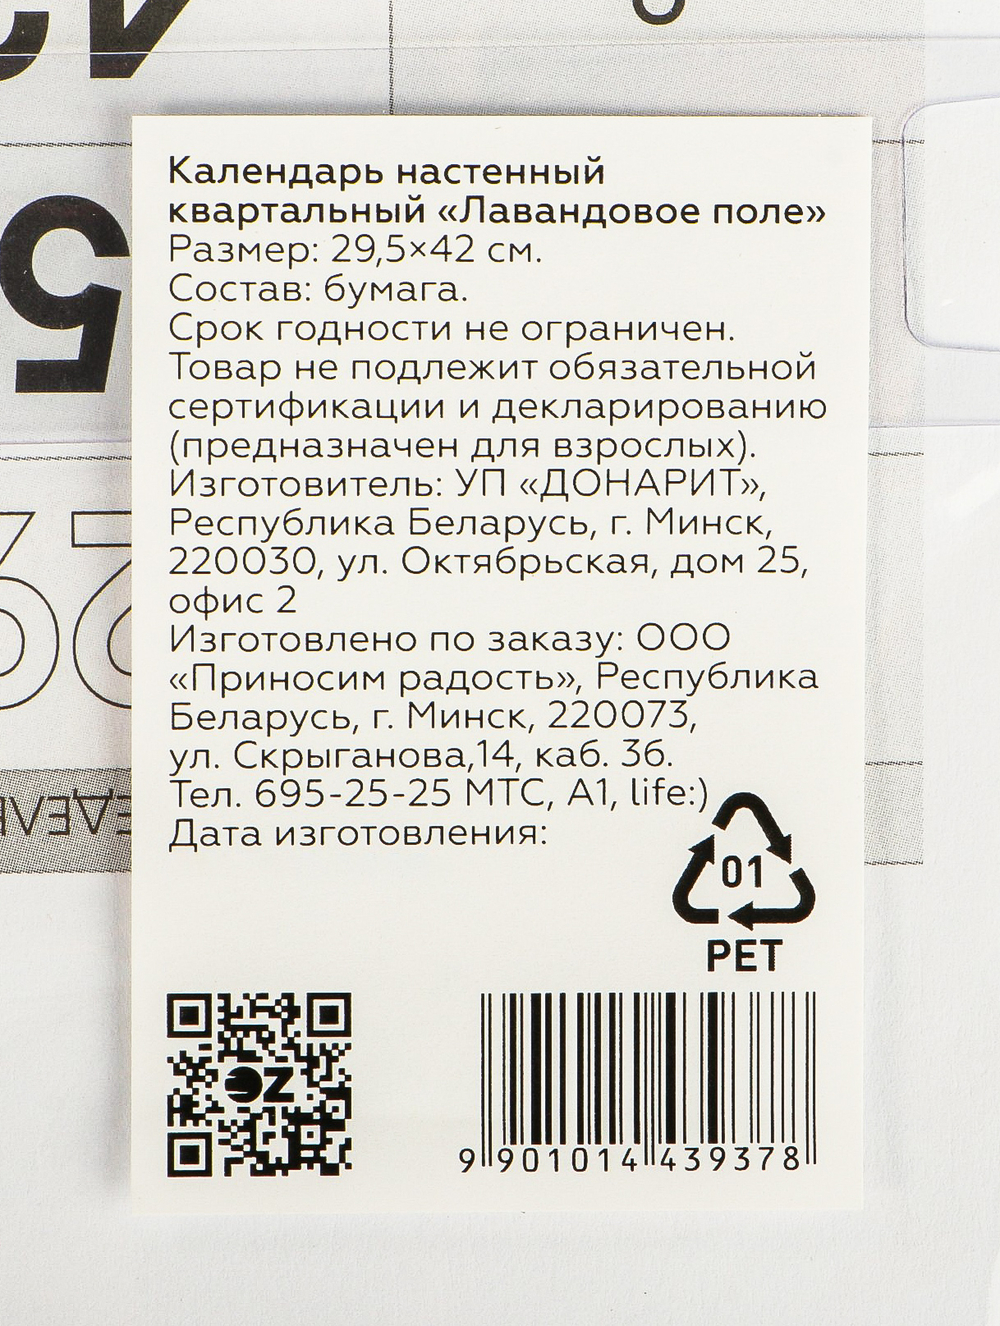 Календарь настенный
квартальный «Лавандовое поле»
Размер: 29,5×42 см.
Состав: бумага.
Срок годности не ограничен.
Товар не подлежит обязательной
сертификации и декларированию
(предназначен для взрослых).
Изготовитель: УП «ДОНАРИТ»,
Республика Беларусь, г. Минск,
220030, ул. Октябрьская, дом 25,
офис 2
Изготовлено по заказу: ООО
«Приносим радость», Республика
Беларусь, г. Минск, 220073,
ул. Скрыганова,14, каб. 3б.
Тел. 695-25-25 МТС, А1, life:)
Дата изготовления:
01
PET
OZ
9 901014 439378
5